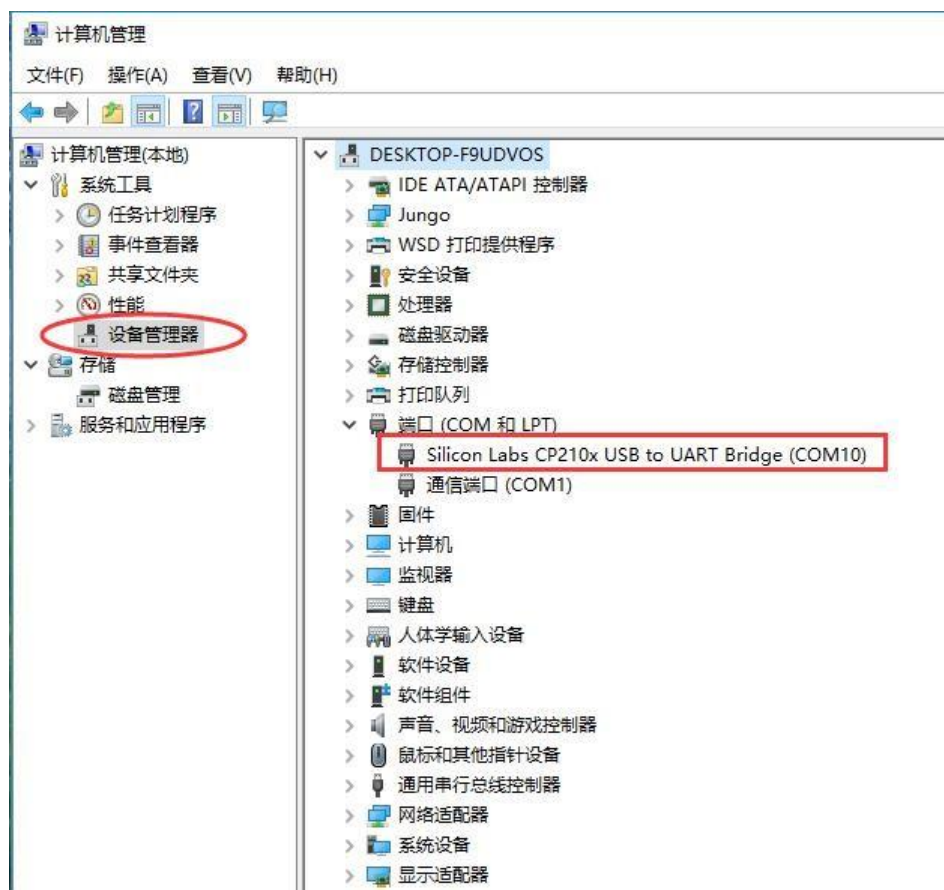 计算机管理
文件(F) 操作(A) 查看(V) 帮助(H)
计算机管理(本地)
系统工具
任务计划程序
事件查看器
共享文件夹
性能
设备管理器
存储
磁盘管理
服务和应用程序
DESKTOP-F9UDVOS
IDE ATA/ATAPI 控制器
Jungo
WSD 打印提供程序
安全设备
处理器
磁盘驱动器
存储控制器
打印队列
端口 (COM 和 LPT)
Silicon Labs CP210x USB to UART Bridge (COM10)
通信端口 (COM1)
固件
计算机
监视器
键盘
人体学输入设备
软件设备
软件组件
声音、视频和游戏控制器
鼠标和其他指针设备
通用串行总线控制器
网络适配器
系统设备
显示适配器